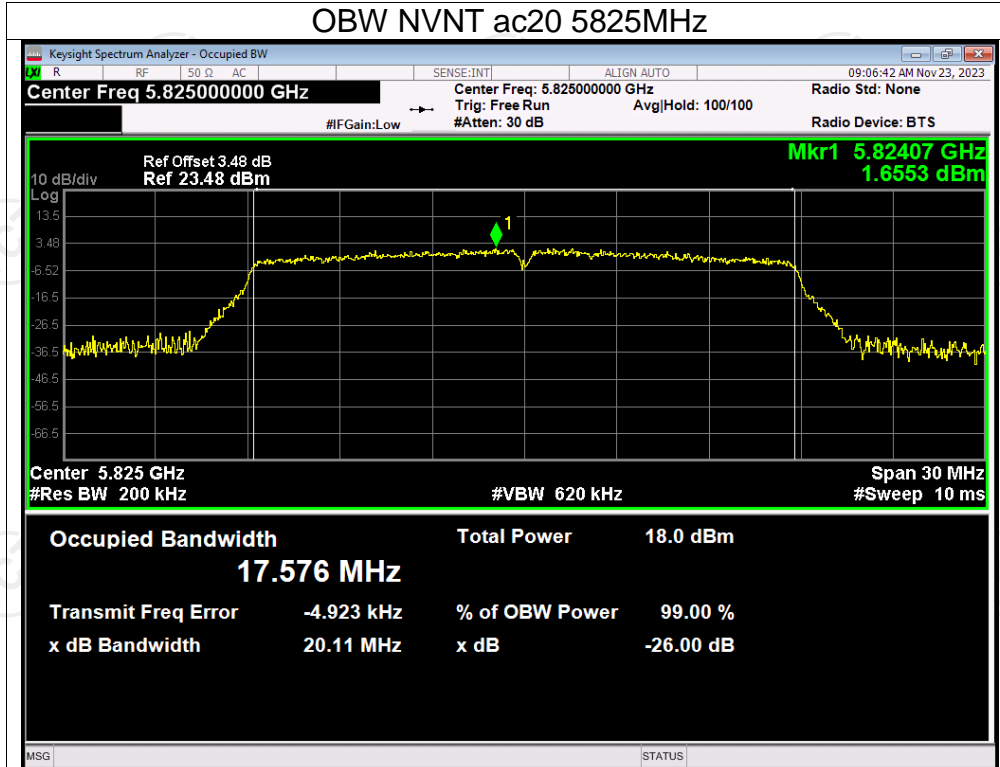 OBW NVNT ac20 5825MHz
Keysight Spectrum Analyzer - Occupied BW
LXI R RF 50 Ω AC SENSE:INT ALIGN AUTO 09:06:42 AM Nov 23, 2023
Center Freq 5.825000000 GHz Center Freq: 5.825000000 GHz Radio Std: None
Trig: Free Run Avg|Hold: 100/100
#IFGain:Low #Atten: 30 dB Radio Device: BTS
Mkr1 5.82407 GHz
Ref Offset 3.48 dB
10 dB/div Ref 23.48 dBm 1.6553 dBm
Log
13.5
1
3.48
-6.52
-16.5
-26.5
-36.5
-46.5
-56.5
-66.5
Center 5.825 GHz Span 30 MHz
#Res BW 200 kHz #VBW 620 kHz #Sweep 10 ms
Occupied Bandwidth Total Power 18.0 dBm
17.576 MHz
Transmit Freq Error -4.923 kHz % of OBW Power 99.00 %
x dB Bandwidth 20.11 MHz x dB -26.00 dB
MSG STATUS